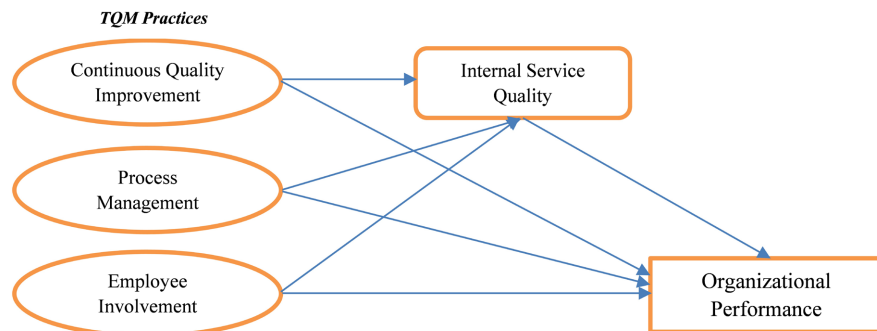 TQM Practices
Continuous Quality
Improvement
Internal Service
Quality
Process
Management
Employee
Involvement
Organizational
Performance